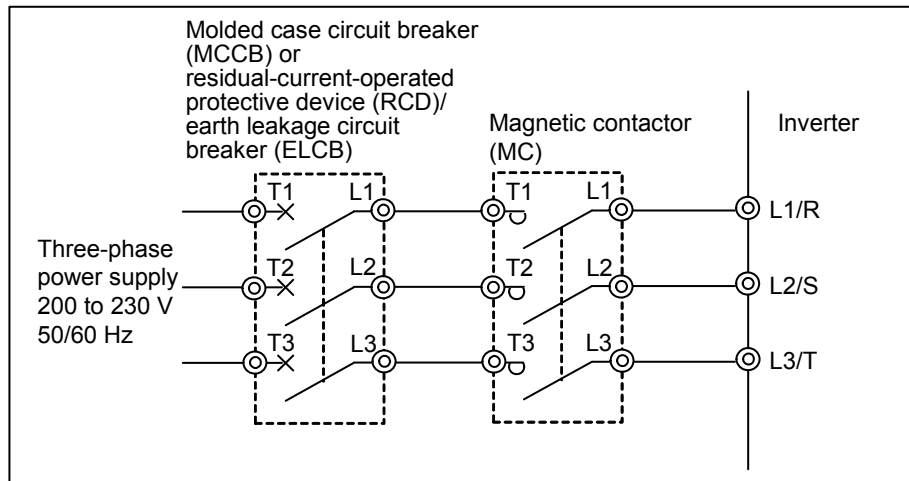 Molded case circuit breaker
(MCCB) or
residual-current-operated
protective device (RCD)/
earth leakage circuit
breaker (ELCB)
Magnetic contactor
(MC)
Inverter
T1
L1
T1
L1
L1/R
Three-phase
power supply
200 to 230 V
50/60 Hz
T2
L2
T2
L2
L2/S
T3
L3
T3
L3
L3/T